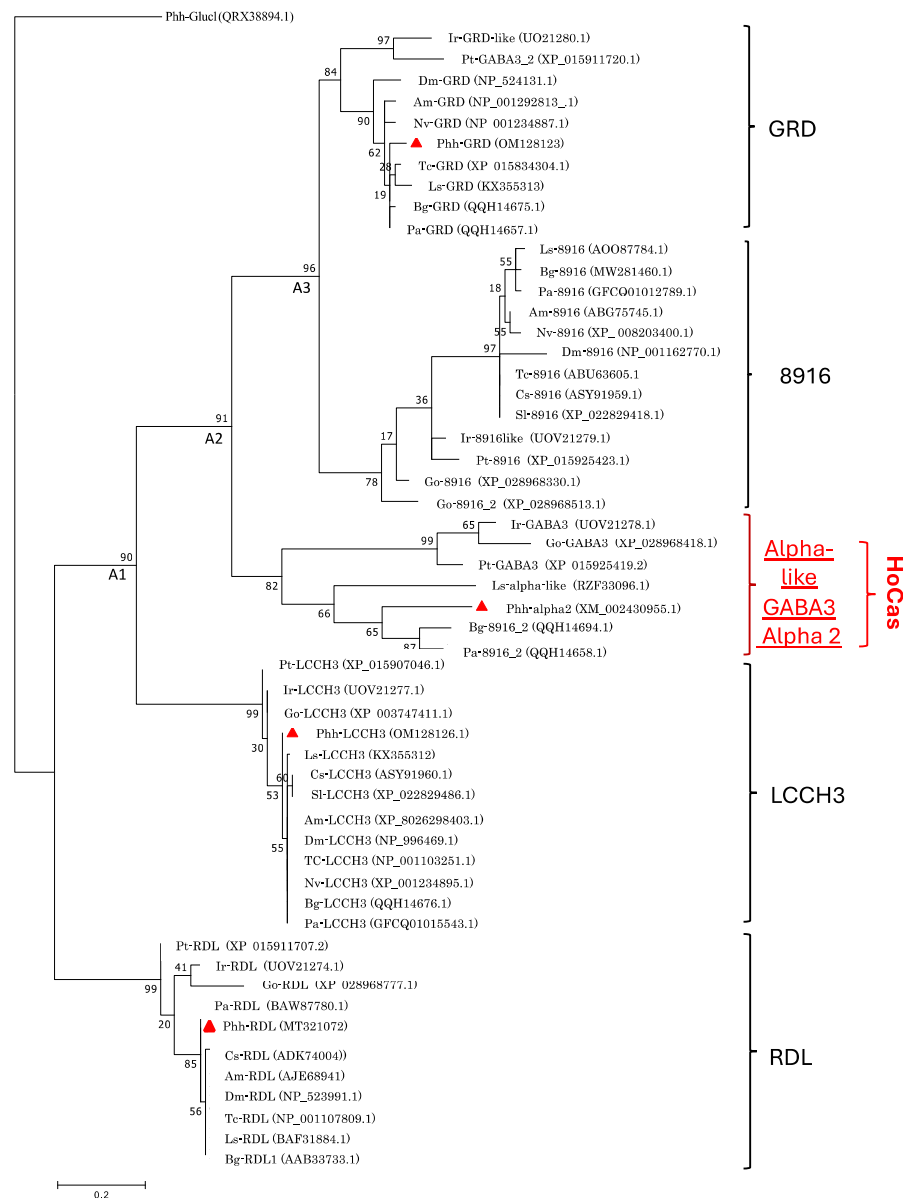 Phh-Glucl(QRX38894.1)
97
Ir-GRD-like (UO21280.1)
Pt-GABA3_2 (XP_015911720.1)
84
Dm-GRD (NP_524131.1)
Am-GRD (NP_001292813_.1)
90
Nv-GRD (NP 001234887.1)
GRD
62
Phh-GRD (OM128123)
28
Tc-GRD (XP 015834304.1)
19
Ls-GRD (KX355313)
Bg-GRD (QQH14675.1)
Pa-GRD (QQH14657.1)
Ls-8916 (AOO87784.1)
55
Bg-8916 (MW281460.1)
96
A3
18
Pa-8916 (GFCQ01012789.1)
Am-8916 (ABG75745.1)
55
Nv-8916 (XP_ 008203400.1)
97
Dm-8916 (NP_001162770.1)
Tc-8916 (ABU63605.1
8916
Cs-8916 (ASY91959.1)
36
Sl-8916 (XP_022829418.1)
91
A2
17
Ir-8916like (UOV21279.1)
Pt-8916 (XP_015925423.1)
78
Go-8916 (XP_028968330.1)
Go-8916_2 (XP_028968513.1)
65
Ir-GABA3 (UOV21278.1)
99
Go-GABA3 (XP_028968418.1)
Alpha-
90
A1
Pt-GABA3 (XP 015925419.2)
like
HoCas
82
Ls-alpha-like (RZF33096.1)
66
Phh-alpha2 (XM_002430955.1)
GABA3
65
Bg-8916_2 (QQH14694.1)
Alpha 2
87
Pa-8916_2 (QQH14658.1)
Pt-LCCH3 (XP_015907046.1)
Ir-LCCH3 (UOV21277.1)
99
Go-LCCH3 (XP 003747411.1)
30
Phh-LCCH3 (OM128126.1)
Ls-LCCH3 (KX355312)
60
Cs-LCCH3 (ASY91960.1)
53
Sl-LCCH3 (XP_022829486.1)
LCCH3
Am-LCCH3 (XP_8026298403.1)
Dm-LCCH3 (NP_996469.1)
55
TC-LCCH3 (NP_001103251.1)
Nv-LCCH3 (XP_001234895.1)
Bg-LCCH3 (QQH14676.1)
Pa-LCCH3 (GFCQ01015543.1)
Pt-RDL (XP 015911707.2)
41
Ir-RDL (UOV21274.1)
99
Go-RDL (XP 028968777.1)
Pa-RDL (BAW87780.1)
20
Phh-RDL (MT321072)
Cs-RDL (ADK74004))
RDL
85
Am-RDL (AJE68941)
Dm-RDL (NP_523991.1)
56
Tc-RDL (NP_001107809.1)
Ls-RDL (BAF31884.1)
Bg-RDL1 (AAB33733.1)
0.2